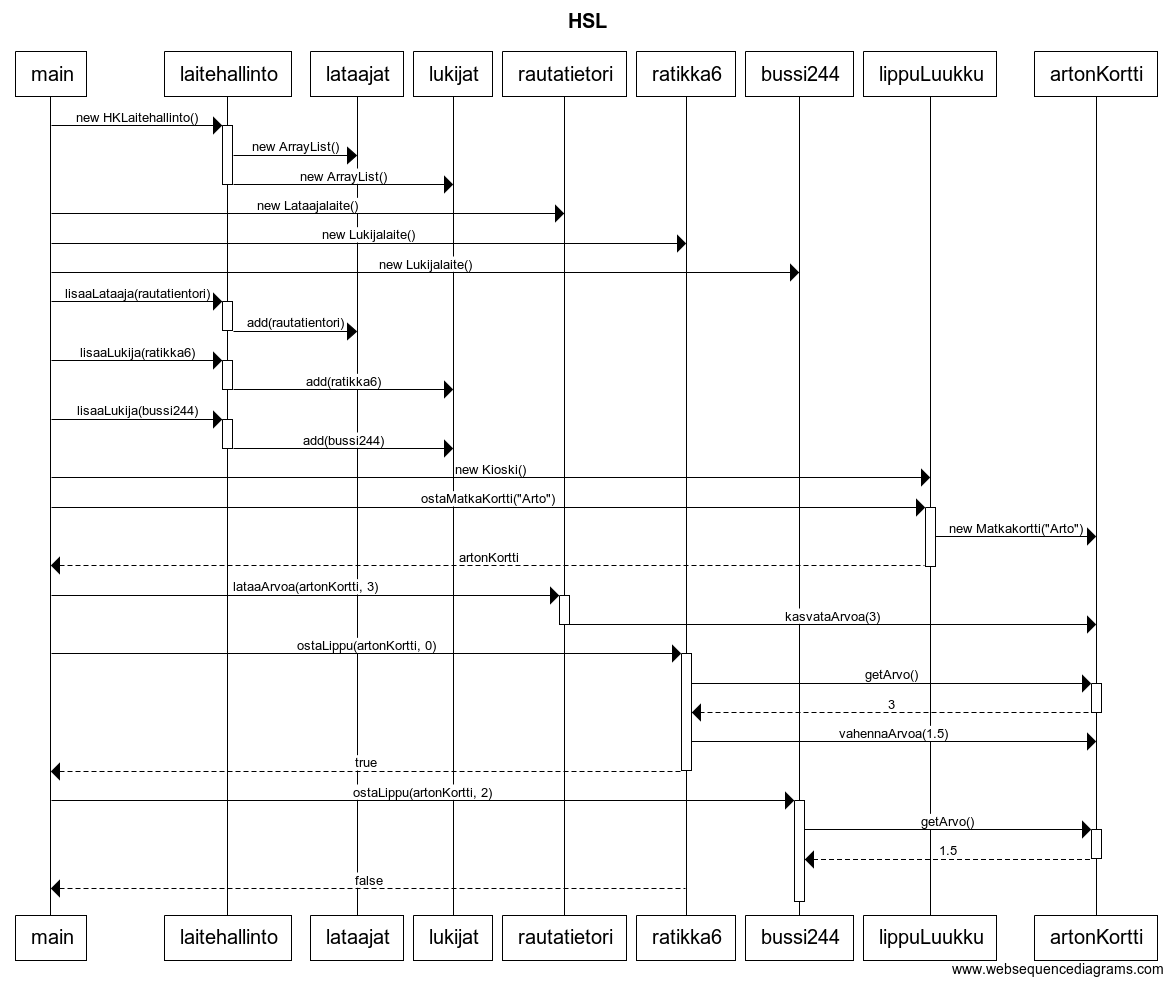 HSL
main laitehallinto lataajat lukijat rautatietori ratikka6 bussi244 lippuLuukku artonKortti
new HKLaitehallinto()
new ArrayList()
new ArrayList()
new Lataajalaite()
new Lukijalaite()
new Lukijalaite()
lisaaLataaja(rautatientori)
add(rautatientori)
lisaaLukija(ratikka6)
add(ratikka6)
lisaaLukija(bussi244)
add(bussi244)
new Kioski()
ostaMatkaKortti("Arto")
new Matkakortti("Arto")
artonKortti
lataaArvoa(artonKortti, 3)
kasvataArvoa(3)
ostaLippu(artonKortti, 0)
getArvo()
3
vahennaArvoa(1.5)
true
ostaLippu(artonKortti, 2)
getArvo()
1.5
false
main laitehallinto lataajat lukijat rautatietori ratikka6 bussi244 lippuLuukku artonKortti
www.websequencediagrams.com